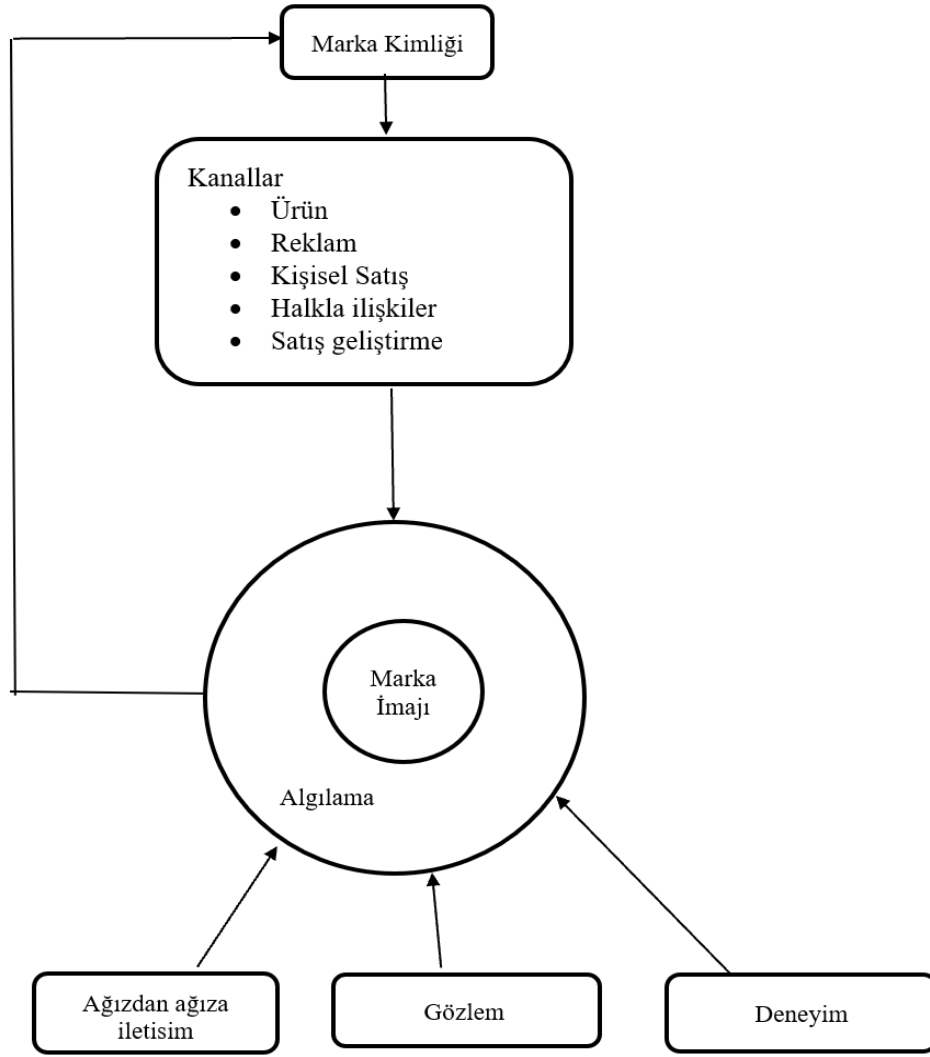 Marka Kimliği
Kanallar
• Ürün
• Reklam
• Kişisel Satış
• Halkla ilişkiler
• Satış geliştirme
Marka
İmajı
Algılama
Ağızdan ağıza
iletisim
Gözlem
Deneyim